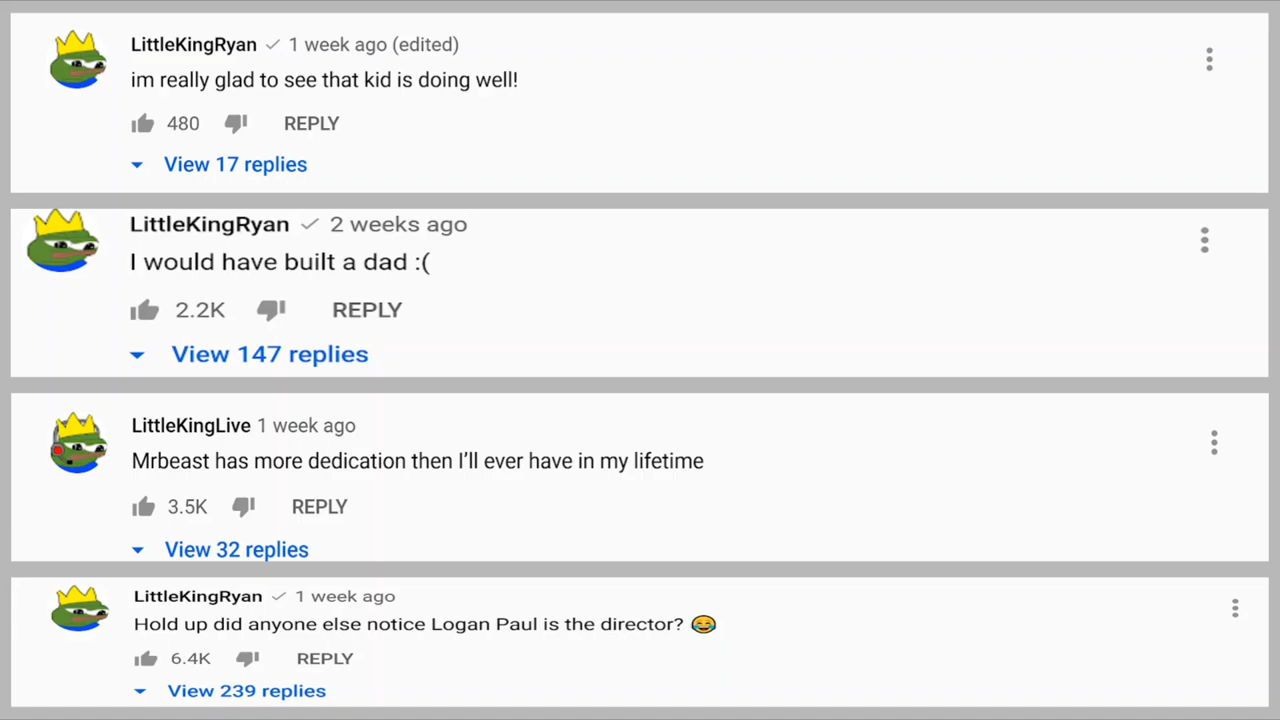 LittleKingRyan 1 week ago (edited)
im really glad to see that kid is doing well!
480 REPLY
View 17 replies
LittleKingRyan 2 weeks ago
I would have built a dad :(
2.2K REPLY
View 147 replies
LittleKingLive 1 week ago
Mrbeast has more dedication then I’ll ever have in my lifetime
3.5K REPLY
View 32 replies
LittleKingRyan 1 week ago
Hold up did anyone else notice Logan Paul is the director? 😂
6.4K REPLY
View 239 replies